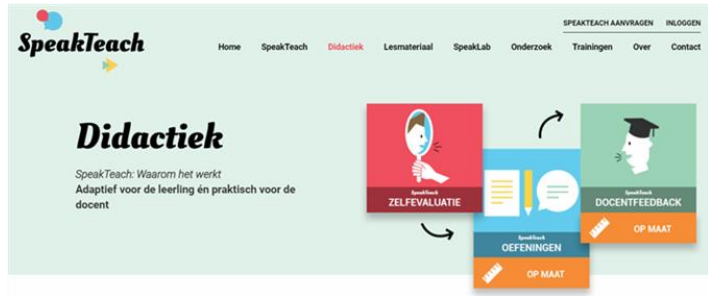 SPEAKTEACH AANVRAGEN INLOGGEN
SpeakTeach
Home SpeakTeach Didactiek Lesmateriaal SpeakLab Onderzoek Trainingen Over Contact
Didactiek
SpeakTeach: Waarom het werkt
Adaptief voor de leerling én praktisch voor de
docent
SpeakTeach
ZELFEVALUATIE
SpeakTeach
OEFENINGEN
OP MAAT
SpeakTeach
DOCENTFEEDBACK
OP MAAT